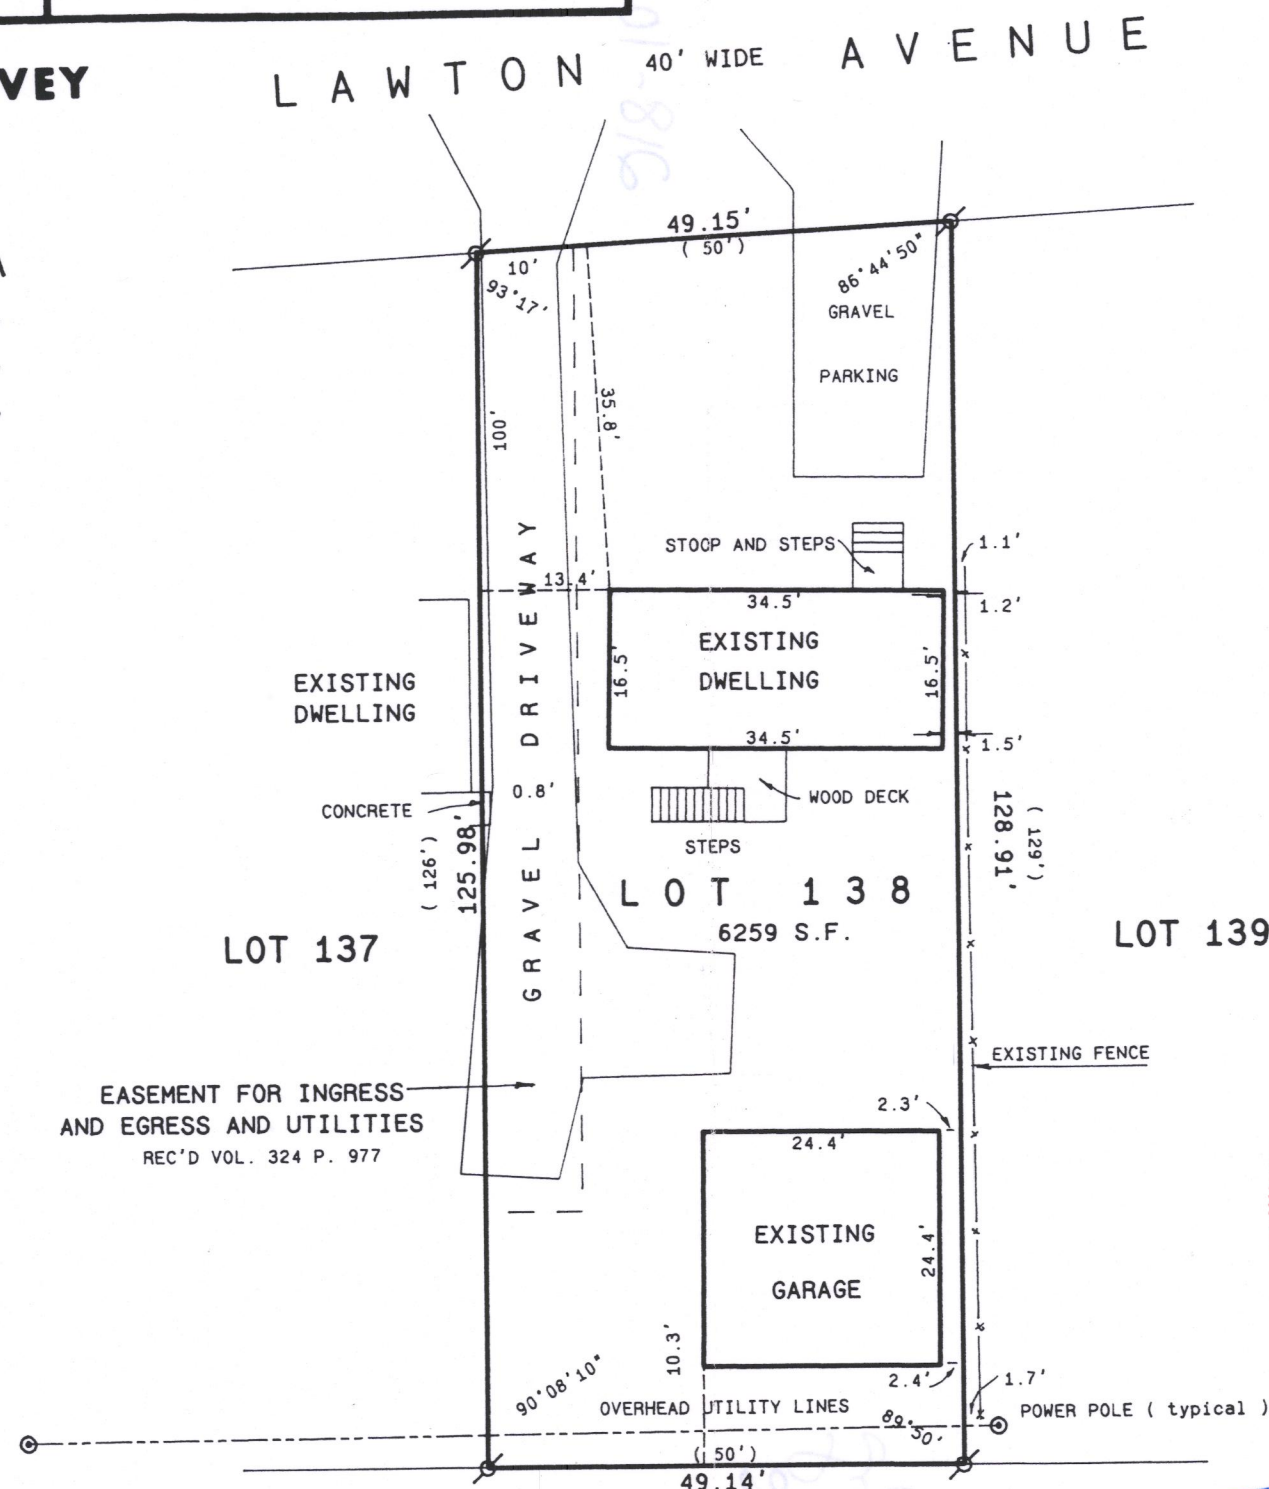 VEY
LAWTON 40' WIDE AVENUE
49.15'
( 50' )
10'
93°17'
86°44'50"
GRAVEL
PARKING
100'
35.8'
STOOP AND STEPS
1.1'
13.4'
34.5'
1.2'
EXISTING
DWELLING
16.5'
16.5'
EXISTING
DWELLING
GRAVEL DRIVEWAY
34.5'
1.5'
0.8'
WOOD DECK
CONCRETE
STEPS
( 126' )
125.98'
128.91'
( 129' )
LOT 138
6259 S.F.
LOT 137
LOT 139
EXISTING FENCE
EASEMENT FOR INGRESS
AND EGRESS AND UTILITIES
REC'D VOL. 324 P. 977
2.3'
24.4'
EXISTING
GARAGE
24.4'
10.3'
2.4'
1.7'
90°08'10"
OVERHEAD UTILITY LINES
89°50'
POWER POLE ( typical )
( 50' )
49.14'